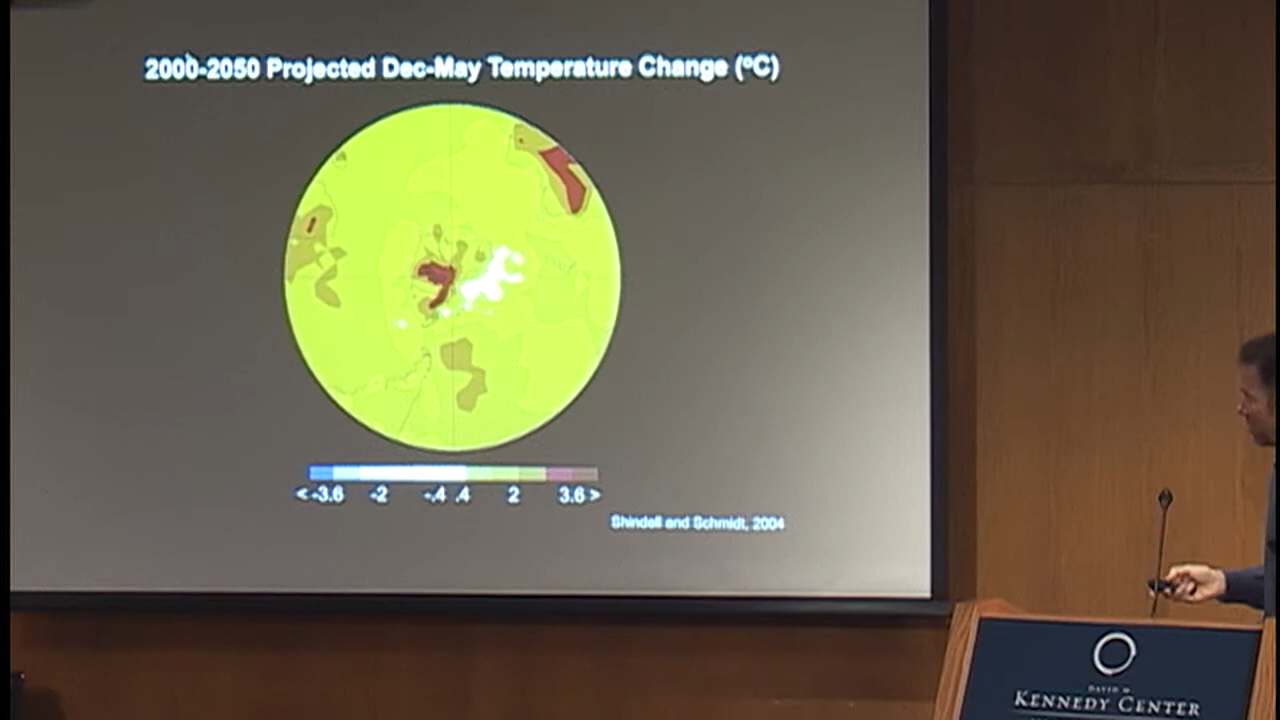 2000-2050 Projected Dec-May Temperature Change (ºC)
< -3.6 -2 -.4 .4 2 3.6 >
Shindell and Schmidt, 2004
DAVID M
KENNEDY CENTER